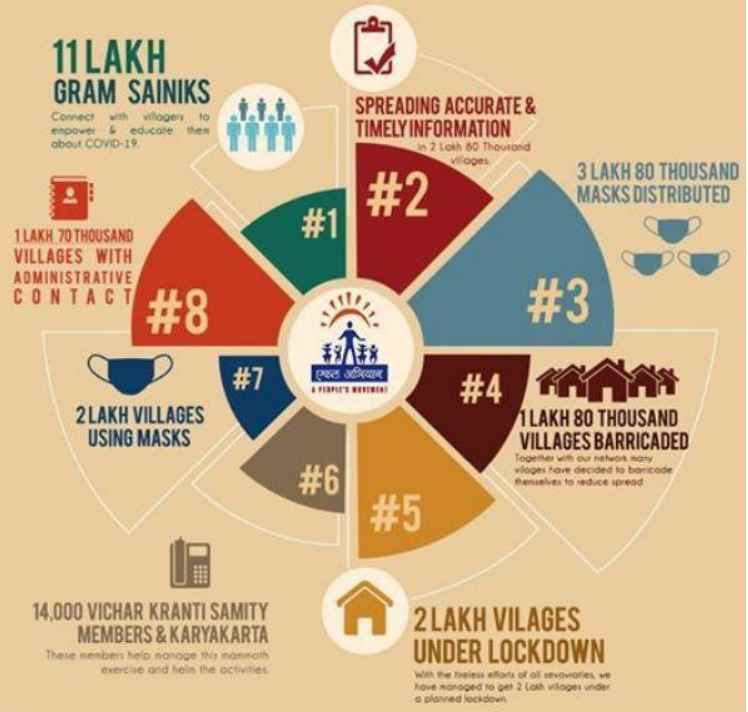 11 LAKH
GRAM SAINIKS
Connect with villagers to
empower & educate them
about COVID-19.
#1
SPREADING ACCURATE &
TIMELY INFORMATION
in 2 Lakh 80 Thousand
villages.
#2
3 LAKH 80 THOUSAND
MASKS DISTRIBUTED
#3
#4
1 LAKH 80 THOUSAND
VILLAGES BARRICADED
Together with our network many
villages have decided to barricade
themselves to reduce spread
#5
2 LAKH VILAGES
UNDER LOCKDOWN
With the tireless efforts of all sevavraties, we
have managed to get 2 Lakh villages under
a planned lockdown.
#6
14,000 VICHAR KRANTI SAMITY
MEMBERS & KARYAKARTA
These members help manage this mammoth
exercise and helm the activities.
#7
2 LAKH VILLAGES
USING MASKS
#8
1 LAKH 70 THOUSAND
VILLAGES WITH
ADMINISTRATIVE
CONTACT
एकल अभियान
A PEOPLE'S MOVEMENT